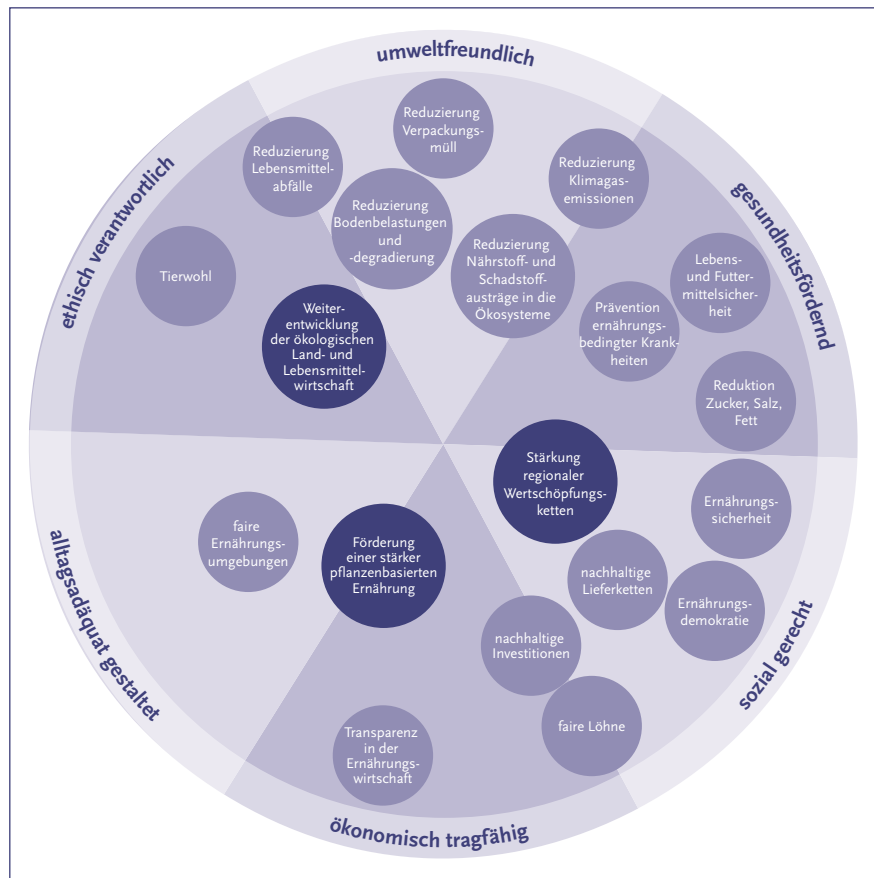 umweltfreundlich
Reduzierung
Verpackungs-
müll
Reduzierung
Lebensmittel-
abfälle
Reduzierung
Klimagas-
emissionen
Reduzierung
Bodenbelastungen
und
-degradierung
Reduzierung
Nährstoff- und
Schadstoff-
austräge in die
Ökosysteme
gesundheitsfördernd
Lebens-
und Futter-
mittelsicher-
heit
Prävention
ernährungs-
bedingter Krank-
heiten
Reduktion
Zucker, Salz,
Fett
ethisch verantwortlich
Tierwohl
Weiter-
entwicklung
der ökologischen
Land- und
Lebensmittel-
wirtschaft
Stärkung
regionaler
Wertschöpfungs-
ketten
Ernährungs-
sicherheit
nachhaltige
Lieferketten
Ernährungs-
demokratie
sozial gerecht
nachhaltige
Investitionen
faire Löhne
alltagsadäquat gestaltet
faire
Ernährungs-
umgebungen
Förderung
einer stärker
pflanzenbasierten
Ernährung
Transparenz
in der
Ernährungs-
wirtschaft
ökonomisch tragfähig